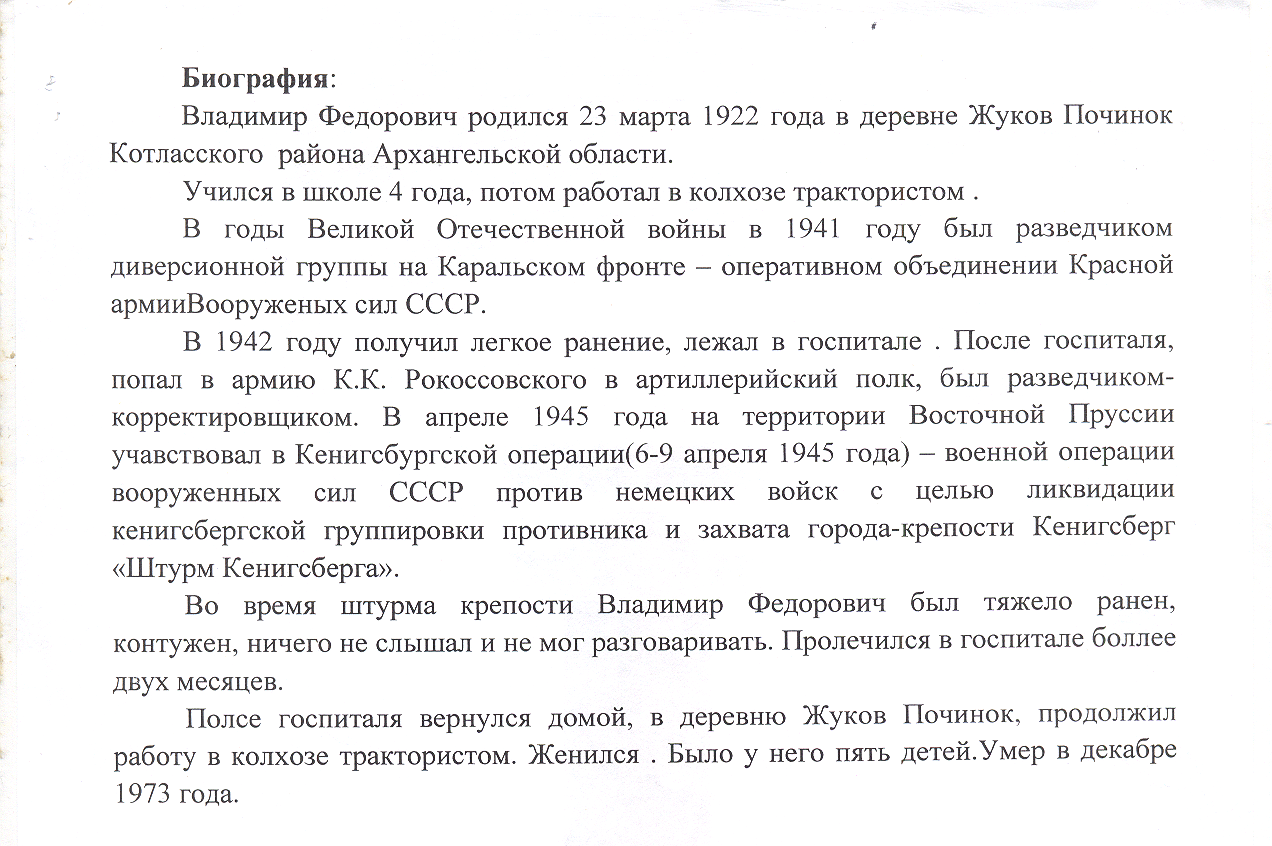 Биография:
Владимир Федорович родился 23 марта 1922 года в деревне Жуков Починок
Котласского района Архангельской области.
Учился в школе 4 года, потом работал в колхозе трактористом .
В годы Великой Отечественной войны в 1941 году был разведчиком
диверсионной группы на Каральском фронте – оперативном объединении Красной
армииВооруженых сил СССР.
В 1942 году получил легкое ранение, лежал в госпитале . После госпиталя,
попал в армию К.К. Рокоссовского в артиллерийский полк, был разведчиком-
корректировщиком. В апреле 1945 года на территории Восточной Пруссии
учавствовал в Кенигсбургской операции(6-9 апреля 1945 года) – военной операции
вооруженных сил СССР против немецких войск с целью ликвидации
кенигсбергской группировки противника и захвата города-крепости Кенигсберг
«Штурм Кенигсберга».
Во время штурма крепости Владимир Федорович был тяжело ранен,
контужен, ничего не слышал и не мог разговаривать. Пролечился в госпитале боллее
двух месяцев.
Полсе госпиталя вернулся домой, в деревню Жуков Починок, продолжил
работу в колхозе трактористом. Женился . Было у него пять детей.Умер в декабре
1973 года.